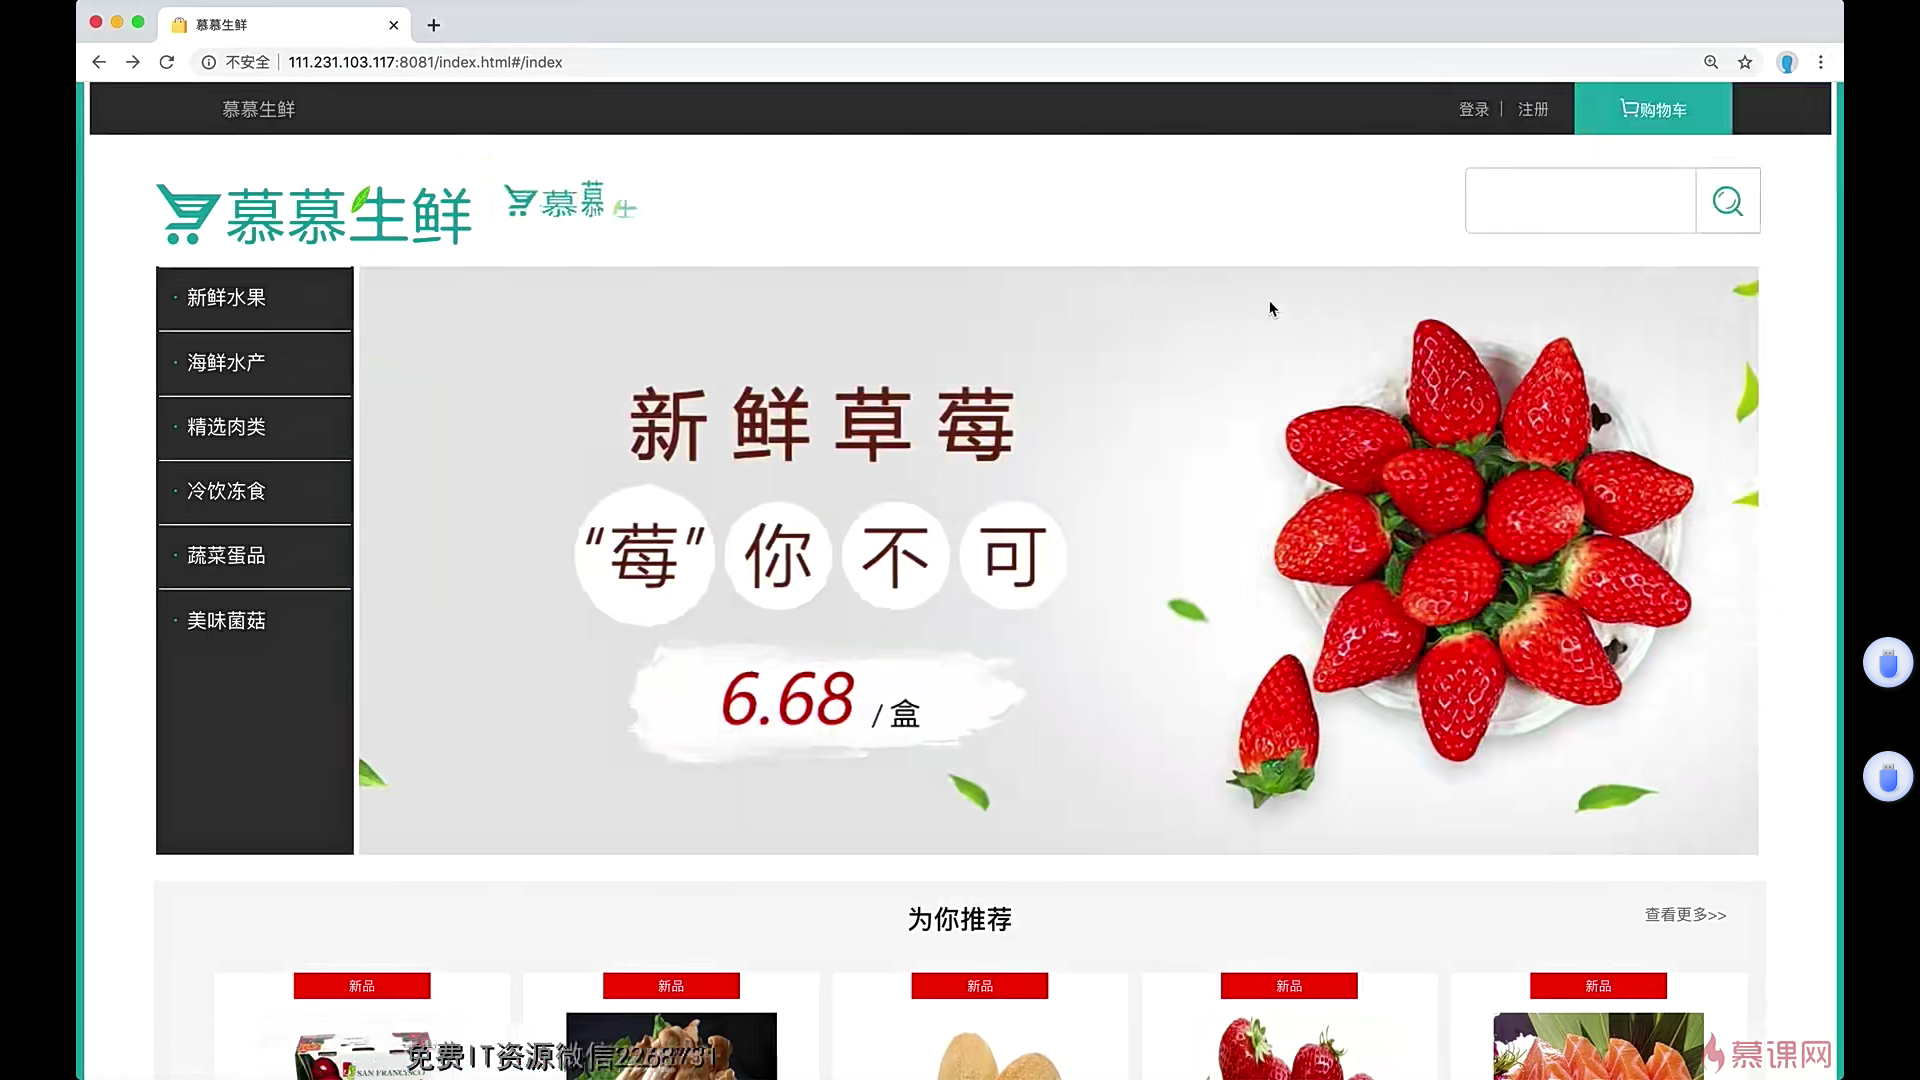 慕慕生鲜
不安全
111.231.103.117:8081/index.html#/index
慕慕生鲜
登录 | 注册
购物车
慕慕生鲜
慕慕生
新鲜水果
海鲜水产
精选肉类
冷饮冻食
蔬菜蛋品
美味菌菇
新鲜草莓
“莓”你不可
6.68 /盒
为你推荐
查看更多>>
新品
新品
新品
新品
新品
SAN FRANCYSCO
免费IT资源微信2268731
慕课网